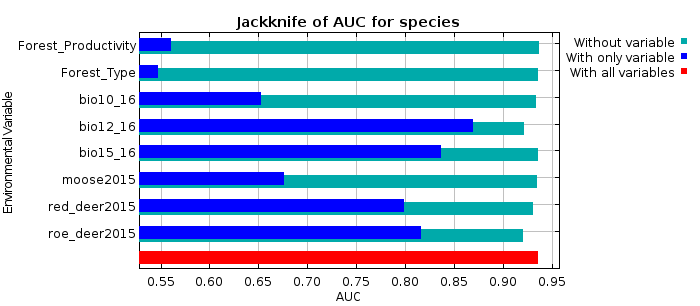 Jackknife of AUC for species
Without variable
With only variable
With all variables
Environmental Variable
Forest_Productivity
Forest_Type
bio10_16
bio12_16
bio15_16
moose2015
red_deer2015
roe_deer2015
0.55 0.60 0.65 0.70 0.75 0.80 0.85 0.90 0.95
AUC